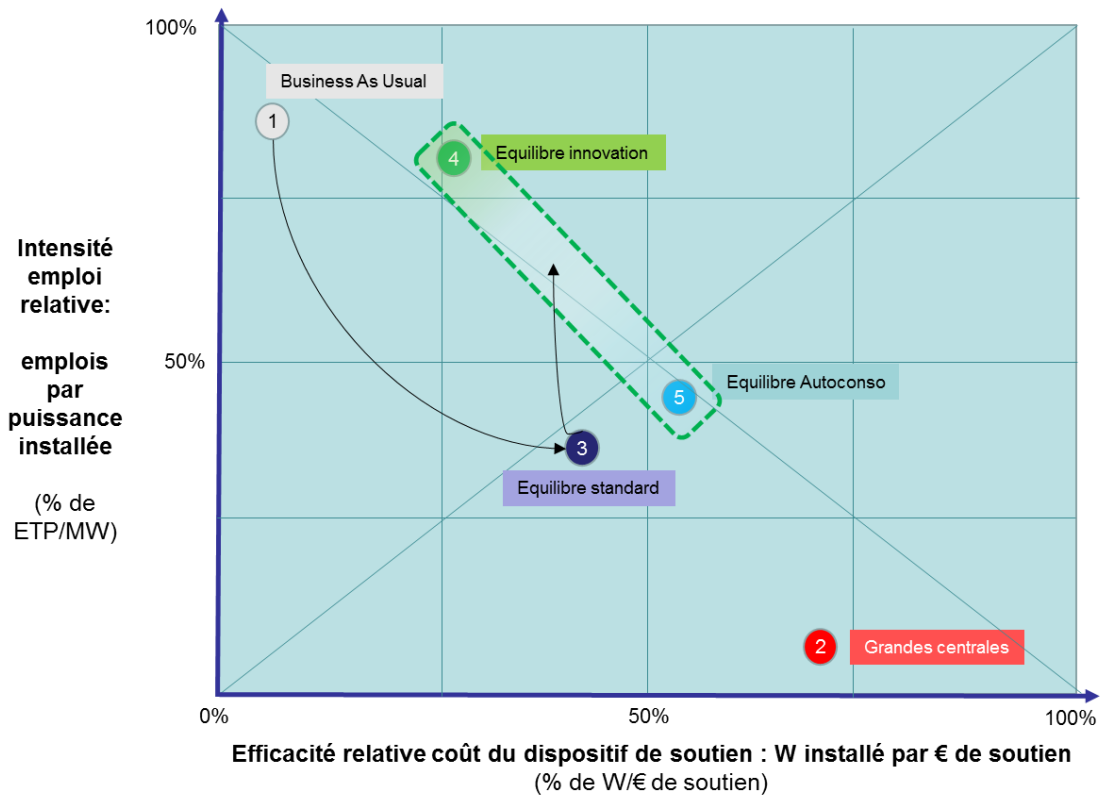 100%
Business As Usual
1
4
Equilibre innovation
Intensité
emploi
relative:
emplois
par
puissance
installée
(% de
ETP/MW)
50%
5
Equilibre Autoconso
3
Equilibre standard
2
Grandes centrales
0%
50%
100%
Efficacité relative coût du dispositif de soutien : W installé par € de soutien
(% de W/€ de soutien)